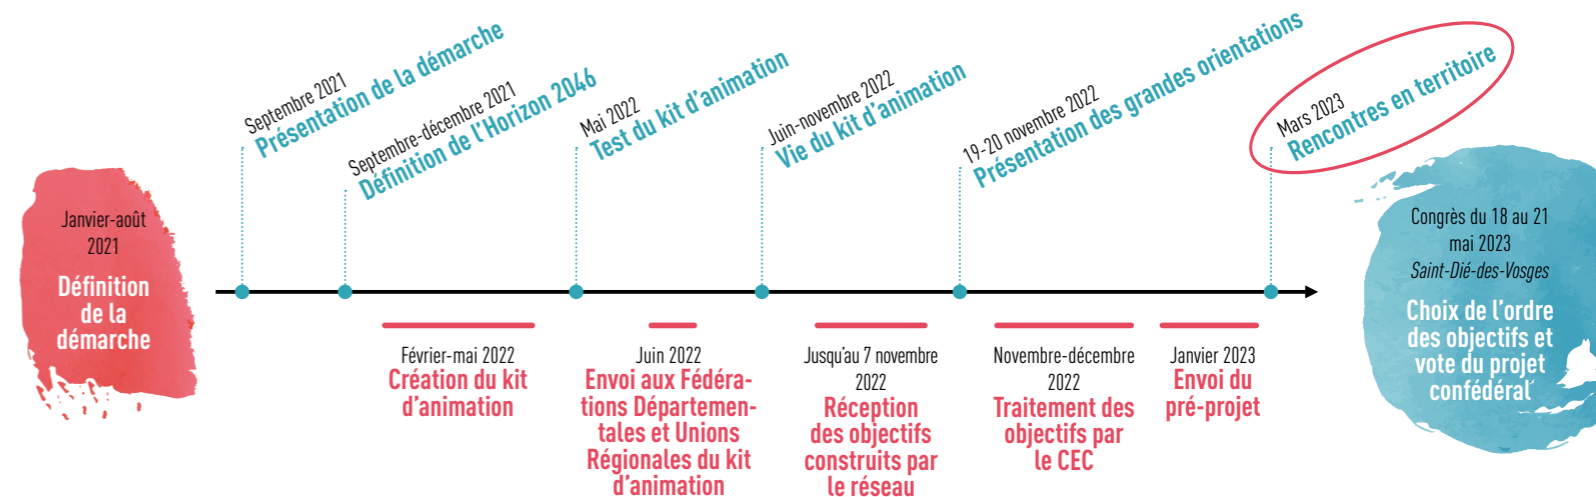 Janvier-août
2021
Définition
de la
démarche
Septembre 2021
Présentation de la démarche
Septembre-décembre 2021
Définition de l'Horizon 2046
Mai 2022
Test du kit d'animation
Juin-novembre 2022
Vie du kit d'animation
19-20 novembre 2022
Présentation des grandes orientations
Mars 2023
Rencontres en territoire
Février-mai 2022
Création du kit
d'animation
Juin 2022
Envoi aux Fédéra-
tions Départemen-
tales et Unions
Régionales du kit
d'animation
Jusqu'au 7 novembre
2022
Réception
des objectifs
construits par
le réseau
Novembre-décembre
2022
Traitement des
objectifs par
le CEC
Janvier 2023
Envoi du
pré-projet
Congrès du 18 au 21
mai 2023
Saint-Dié-des-Vosges
Choix de l'ordre
des objectifs et
vote du projet
confédéral